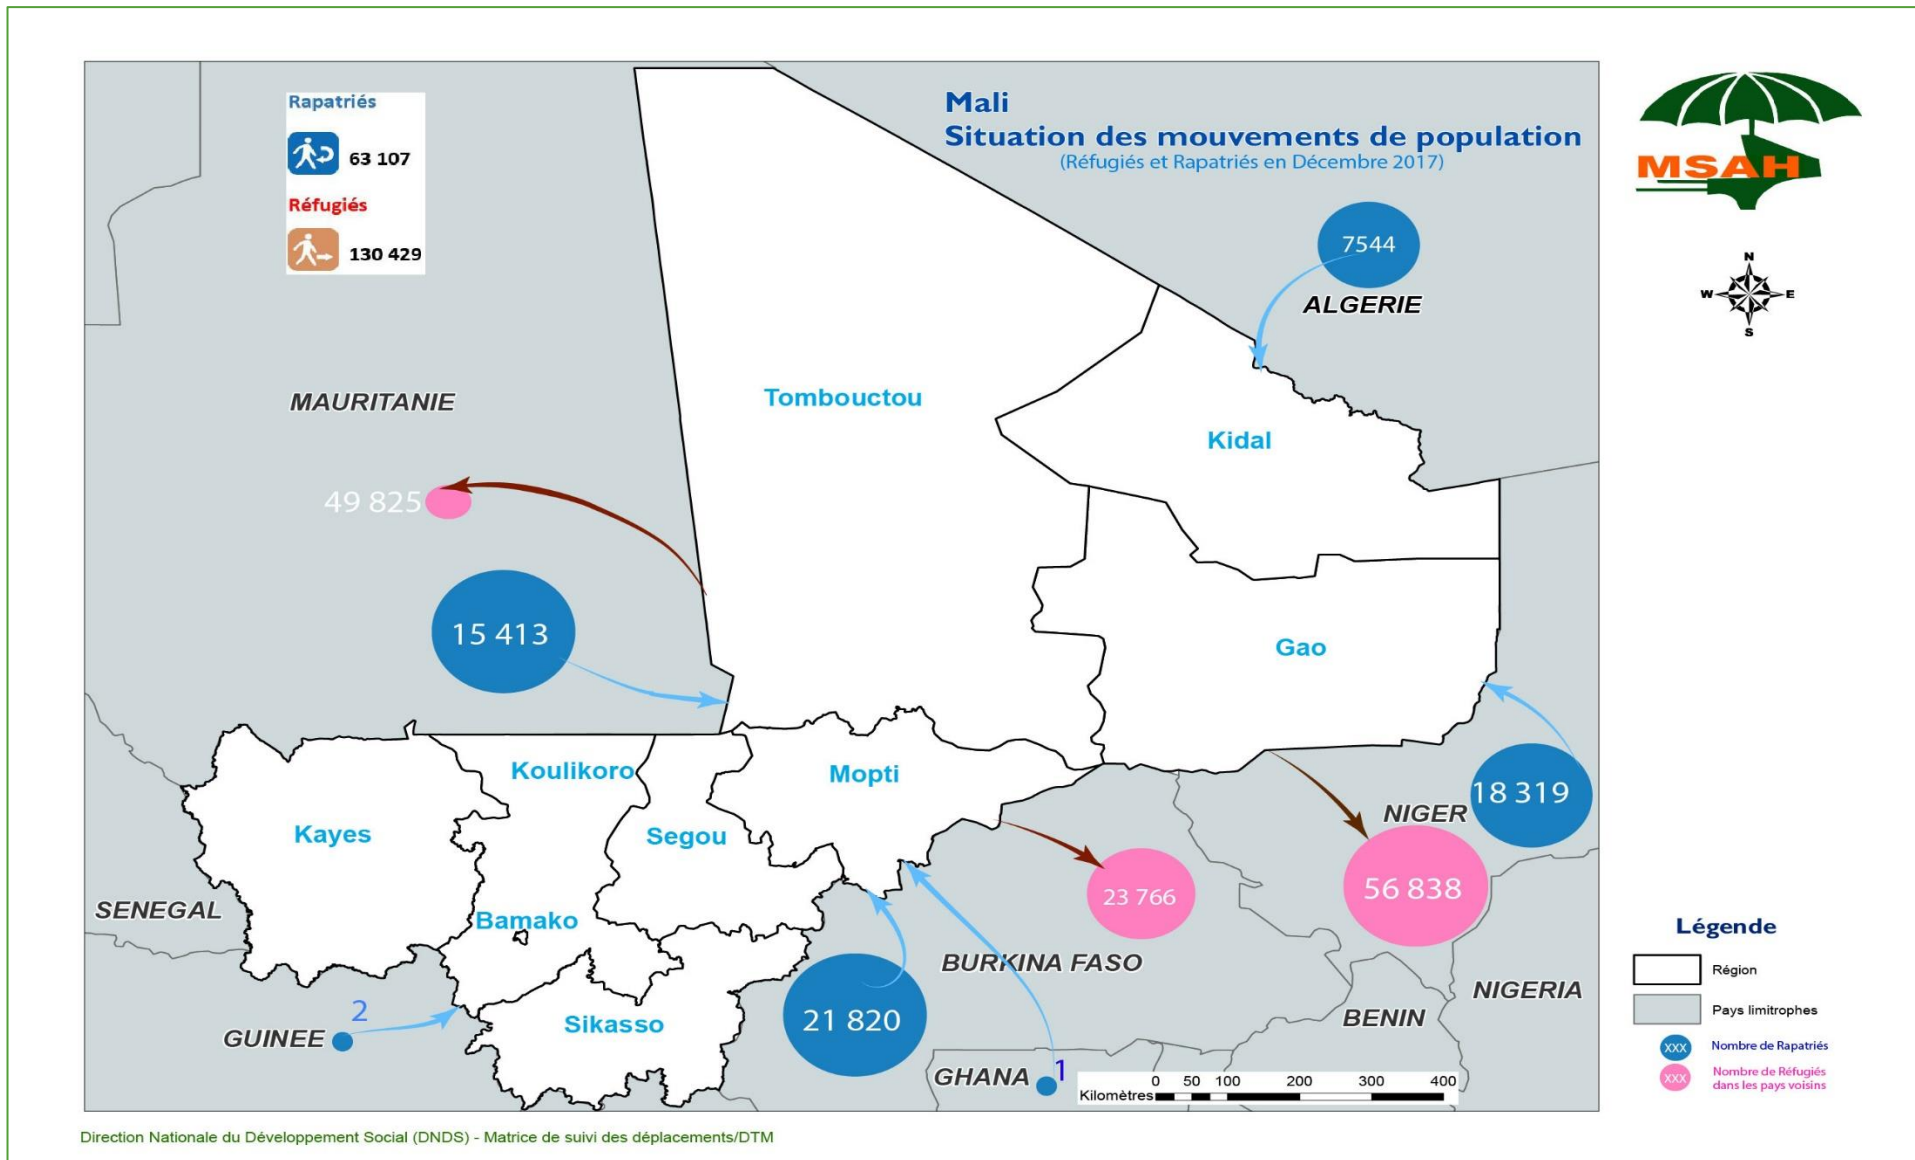 Rapatriés
63 107
Réfugiés
130 429
Mali
Situation des mouvements de population
(Réfugiés et Rapatriés en Décembre 2017)
MSAH
N
W E
S
7544
ALGERIE
MAURITANIE
Tombouctou
Kidal
49 825
15 413
Gao
Koulikoro
Mopti
18 319
NIGER
Kayes
Segou
56 838
23 766
SENEGAL
Bamako
BURKINA FASO
NIGERIA
2
GUINEE
Sikasso
21 820
BENIN
GHANA
1
0 50 100 200 300 400
Kilomètres
Légende
Région
Pays limitrophes
XXX
Nombre de Rapatriés
XXX
Nombre de Réfugiés
dans les pays voisins
Direction Nationale du Développement Social (DNDS) - Matrice de suivi des déplacements/DTM